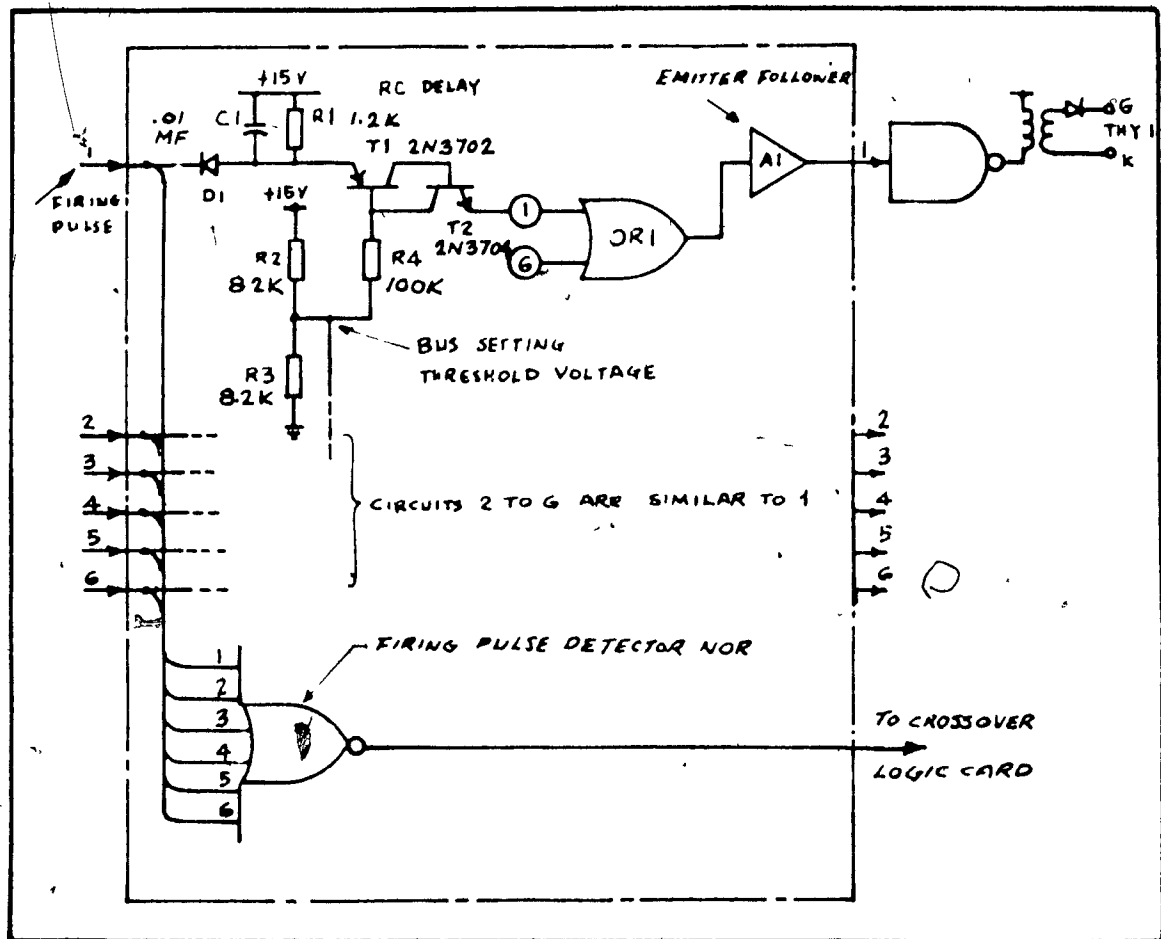 +15V
RC DELAY
EMITTER FOLLOWER
.01
MF
C1
R1 1.2K
T1 2N3702
A1
1
G
THY 1
K
1
FIRING
PULSE
D1
+15V
R2
82K
R4
100K
T2
1
6
OR1
BUS SETTING
THRESHOLD VOLTAGE
R3
8.2K
2
3
4
5
6
CIRCUITS 2 TO 6 ARE SIMILAR TO 1
2
3
4
5
6
FIRING PULSE DETECTOR NOR
1
2
3
4
5
6
TO CROSSOVER
LOGIC CARD